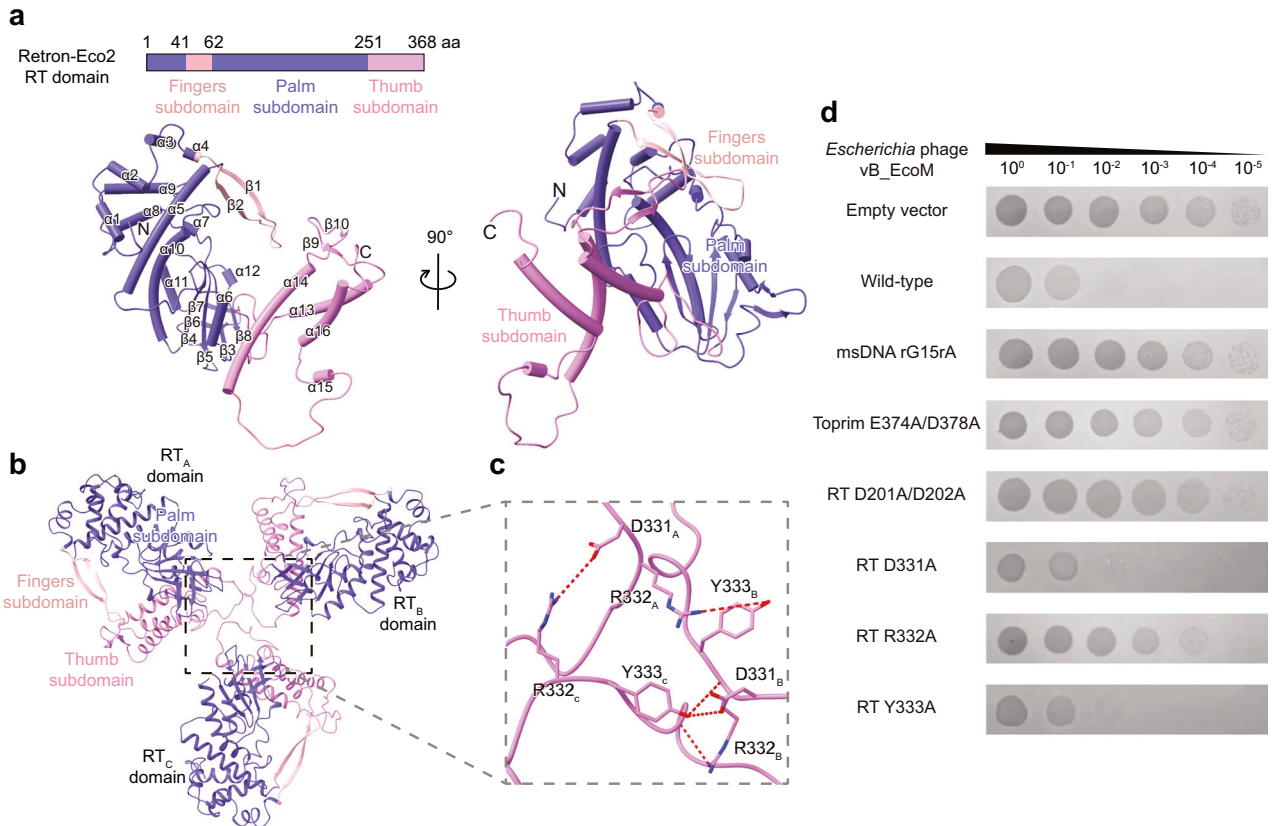 a
1 41 62 251 368 aa
Retron-Eco2
RT domain
Fingers
subdomain
Palm
subdomain
Thumb
subdomain
α3
α4
α2
α9
β1
β2
α1
α8
α5
N
α7
α10
β10
β9
C
α12
α11
α14
α6
β7
α13
β6
β8
α16
β4
β3
β5
α15
90°
Fingers
subdomain
N
C
Palm
subdomain
Thumb
subdomain
b
RTA
domain
Palm
subdomain
Fingers
subdomain
Thumb
subdomain
RTB
domain
RTC
domain
c
D331A
Y333B
R332A
Y333c
D331B
R332c
R332B
d
Escherichia phage
vB_EcoM
10⁰ 10⁻¹ 10⁻² 10⁻³ 10⁻⁴ 10⁻⁵
Empty vector
Wild-type
msDNA rG15rA
Toprim E374A/D378A
RT D201A/D202A
RT D331A
RT R332A
RT Y333A